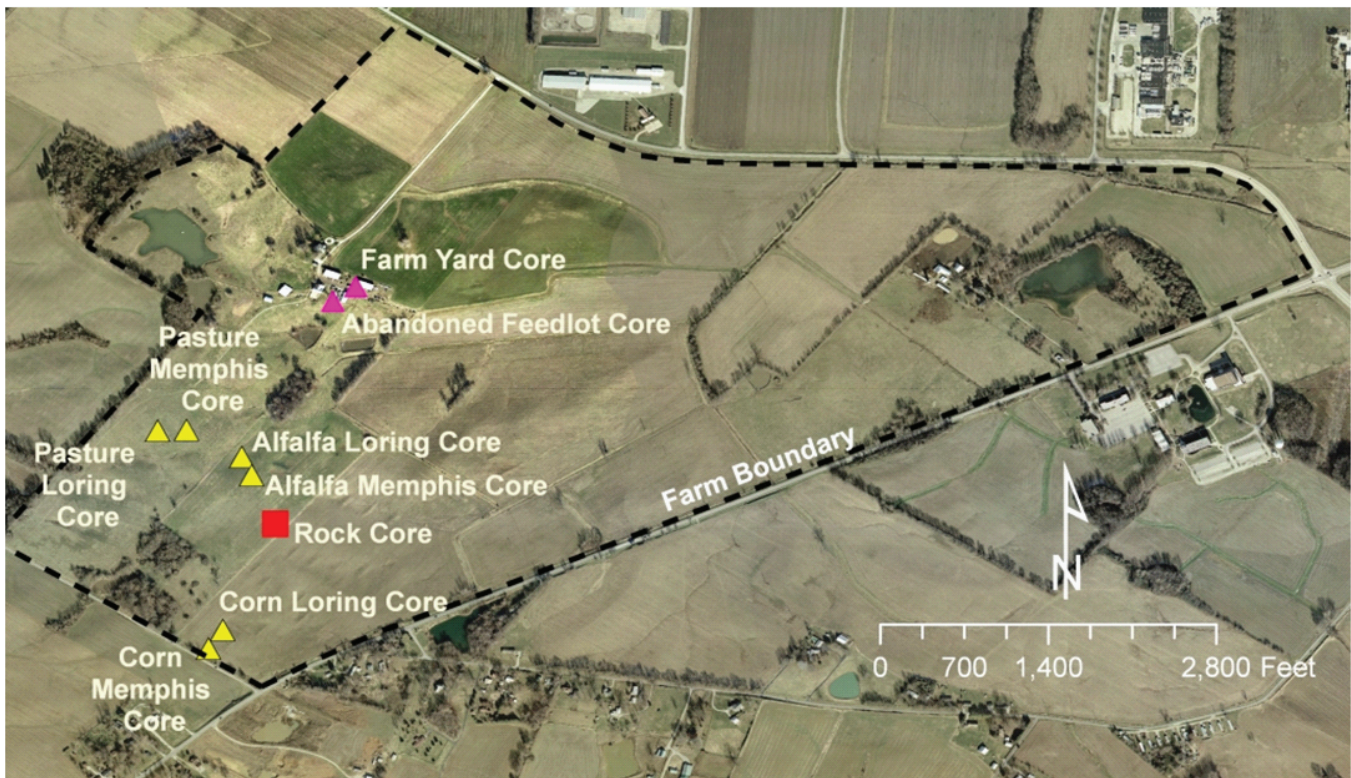 Farm Yard Core
Abandoned Feedlot Core
Pasture
Memphis
Core
Alfalfa Loring Core
Pasture
Loring
Core
Alfalfa Memphis Core
Farm Boundary
Rock Core
N
Corn Loring Core
Corn
Memphis
Core
0 700 1,400 2,800 Feet